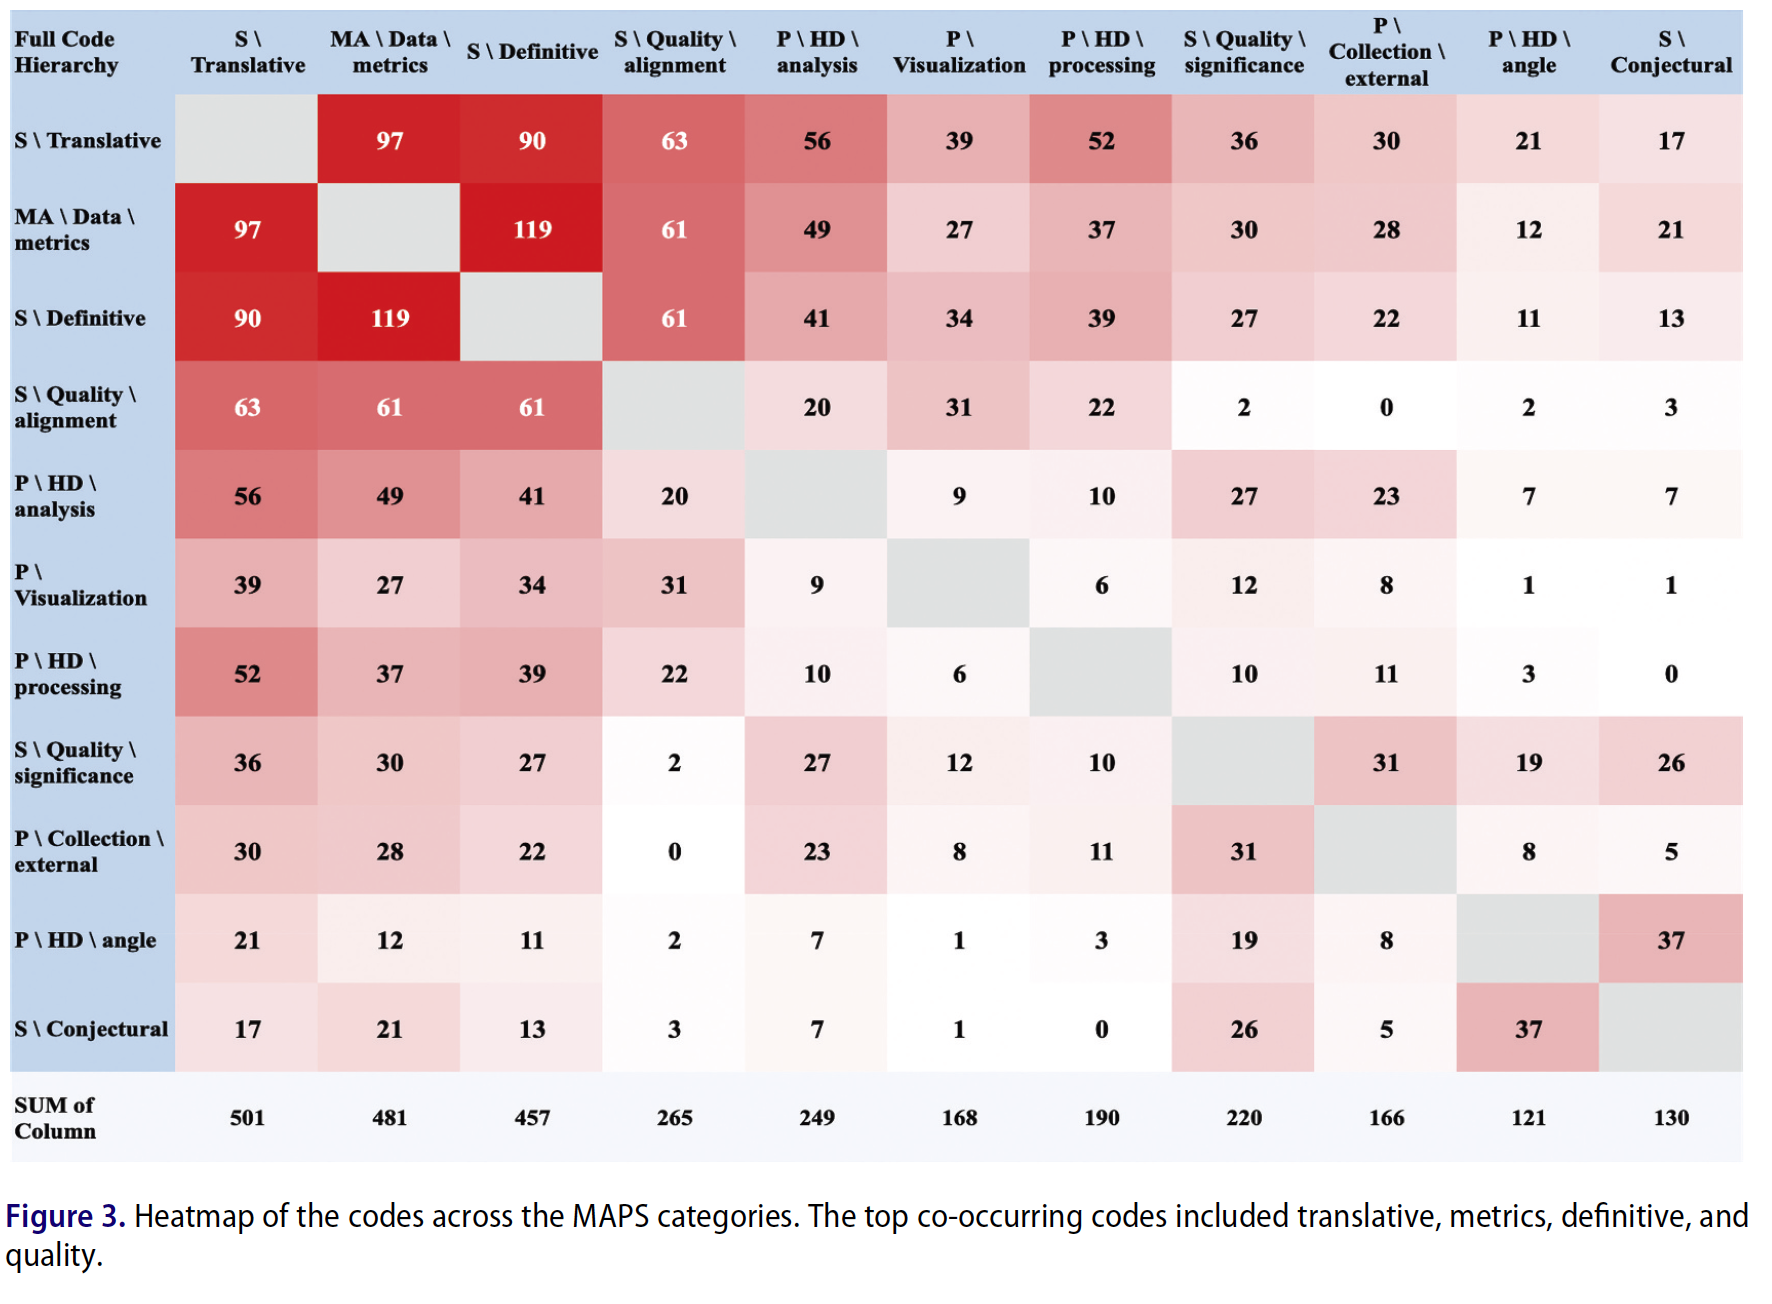 Full Code Hierarchy | S \ Translative | MA \ Data \ metrics | S \ Definitive | S \ Quality \ alignment | P \ HD \ analysis | P \ Visualization | P \ HD \ processing | S \ Quality \ significance | P \ Collection \ external | P \ HD \ angle | S \ Conjectural
S \ Translative | | 97 | 90 | 63 | 56 | 39 | 52 | 36 | 30 | 21 | 17
MA \ Data \ metrics | 97 | | 119 | 61 | 49 | 27 | 37 | 30 | 28 | 12 | 21
S \ Definitive | 90 | 119 | | 61 | 41 | 34 | 39 | 27 | 22 | 11 | 13
S \ Quality \ alignment | 63 | 61 | 61 | | 20 | 31 | 22 | 2 | 0 | 2 | 3
P \ HD \ analysis | 56 | 49 | 41 | 20 | | 9 | 10 | 27 | 23 | 7 | 7
P \ Visualization | 39 | 27 | 34 | 31 | 9 | | 6 | 12 | 8 | 1 | 1
P \ HD \ processing | 52 | 37 | 39 | 22 | 10 | 6 | | 10 | 11 | 3 | 0
S \ Quality \ significance | 36 | 30 | 27 | 2 | 27 | 12 | 10 | | 31 | 19 | 26
P \ Collection \ external | 30 | 28 | 22 | 0 | 23 | 8 | 11 | 31 | | 8 | 5
P \ HD \ angle | 21 | 12 | 11 | 2 | 7 | 1 | 3 | 19 | 8 | | 37
S \ Conjectural | 17 | 21 | 13 | 3 | 7 | 1 | 0 | 26 | 5 | 37 |
SUM of Column | 501 | 481 | 457 | 265 | 249 | 168 | 190 | 220 | 166 | 121 | 130
Figure 3. Heatmap of the codes across the MAPS categories. The top co-occurring codes included translative, metrics, definitive, and
quality.